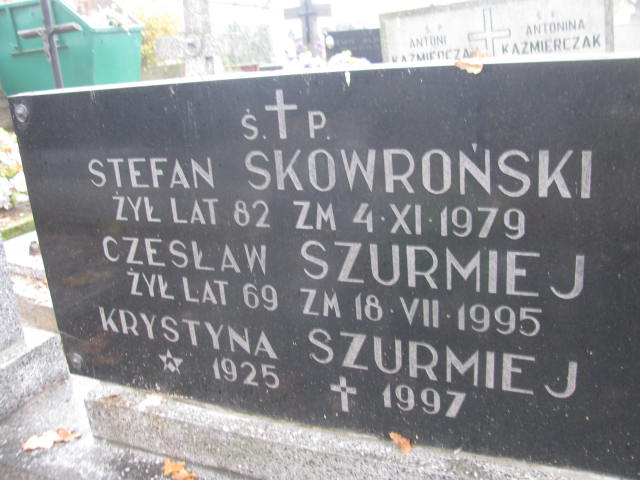 Ś. P.
ANTONI
KAZMIERCZAK
Ś. P.
ANTONINA
KAZMIERCZAK
Ś. P.
STEFAN SKOWROŃSKI
ŻYŁ LAT 82 ZM 4·XI·1979
CZESŁAW SZURMIEJ
ŻYŁ LAT 69 ZM 18·VII·1995
KRYSTYNA SZURMIEJ
1925 1997